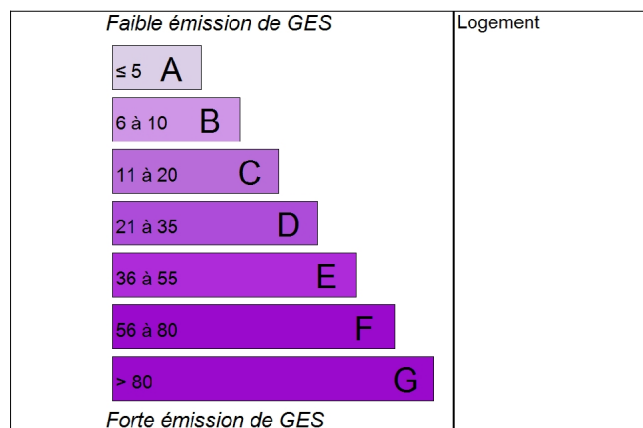 Faible émission de GES
Logement
≤ 5 A
6 à 10 B
11 à 20 C
21 à 35 D
36 à 55 E
56 à 80 F
> 80 G
Forte émission de GES